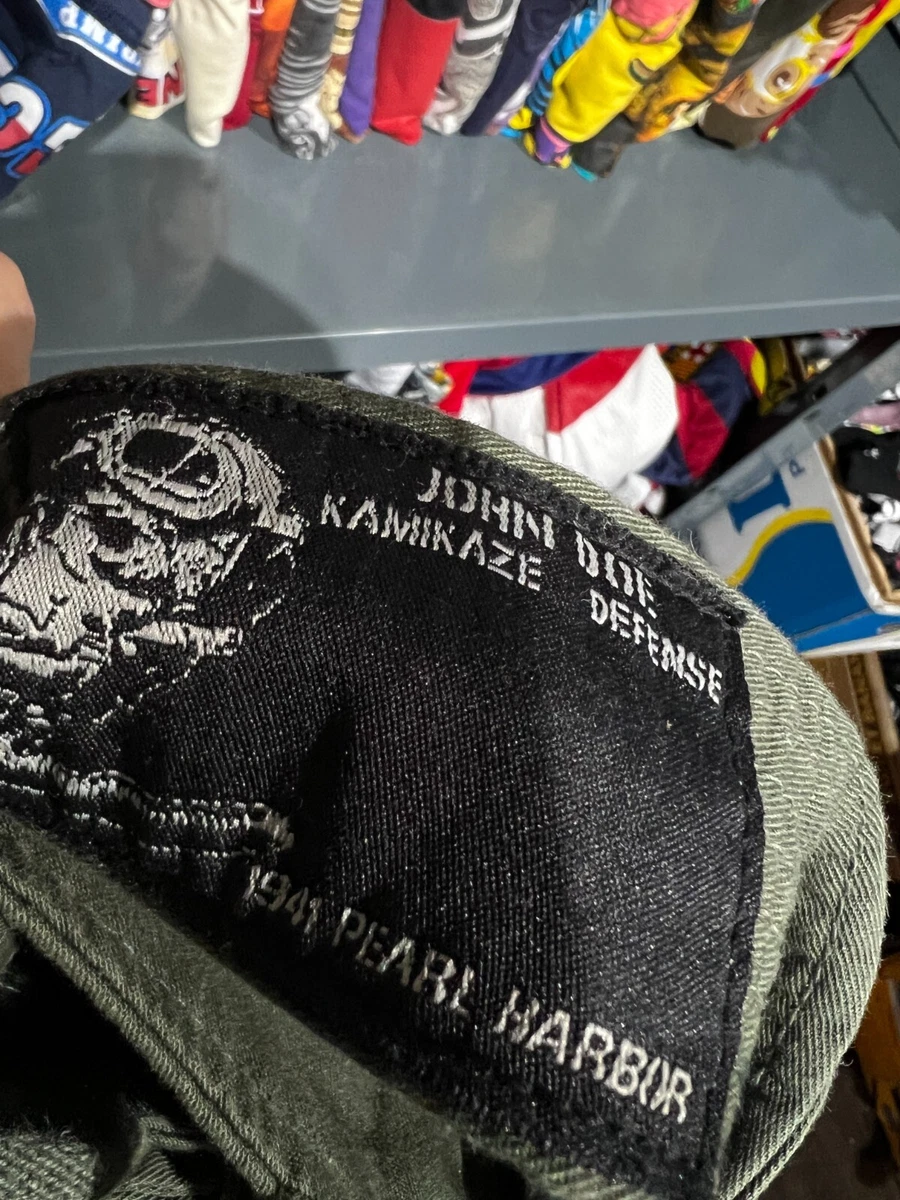 JOHN DOE
KAMIKAZE DEFENSE
1941 PEARL HARBOR